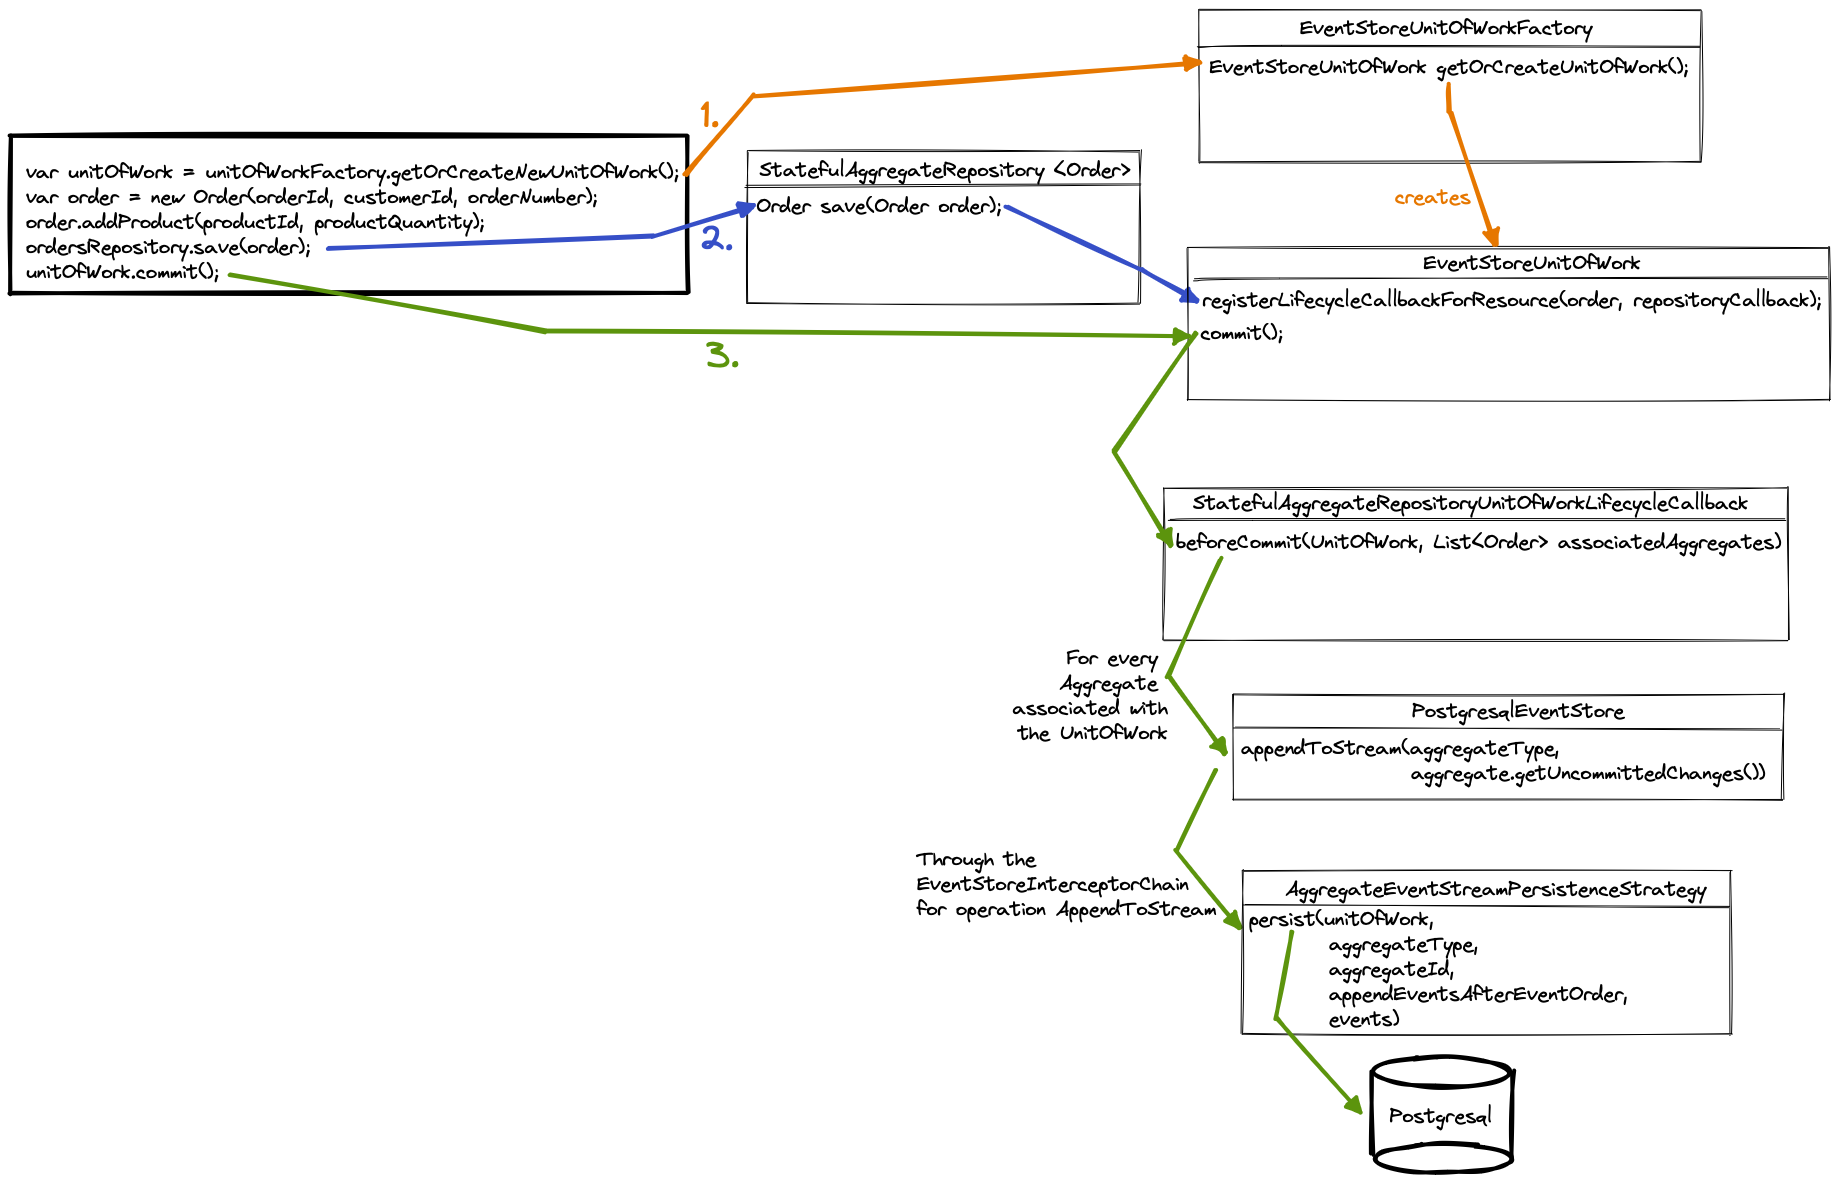 EventStoreUnitOfWorkFactory
EventStoreUnitOfWork getOrCreateUnitOfWork();
1.
var unitOfWork = unitOfWorkFactory.getOrCreateNewUnitOfWork();
var order = new Order(orderId, customerId, orderNumber);
order.addProduct(productId, productQuantity);
ordersRepository.save(order);
unitOfWork.commit();
StatefulAggregateRepository <Order>
Order save(Order order);
2.
creates
EventStoreUnitOfWork
registerLifecycleCallbackForResource(order, repositoryCallback);
commit();
3.
StatefulAggregateRepositoryUnitOfWorkLifecycleCallback
beforeCommit(UnitOfWork, List<Order> associatedAggregates)
For every
Aggregate
associated with
the UnitOfWork
PostgresqlEventStore
appendToStream(aggregateType,
aggregate.getUncommittedChanges())
Through the
EventStoreInterceptorChain
for operation AppendToStream
AggregateEventStreamPersistenceStrategy
persist(unitOfWork,
aggregateType,
aggregateId,
appendEventsAfterEventOrder,
events)
Postgresql